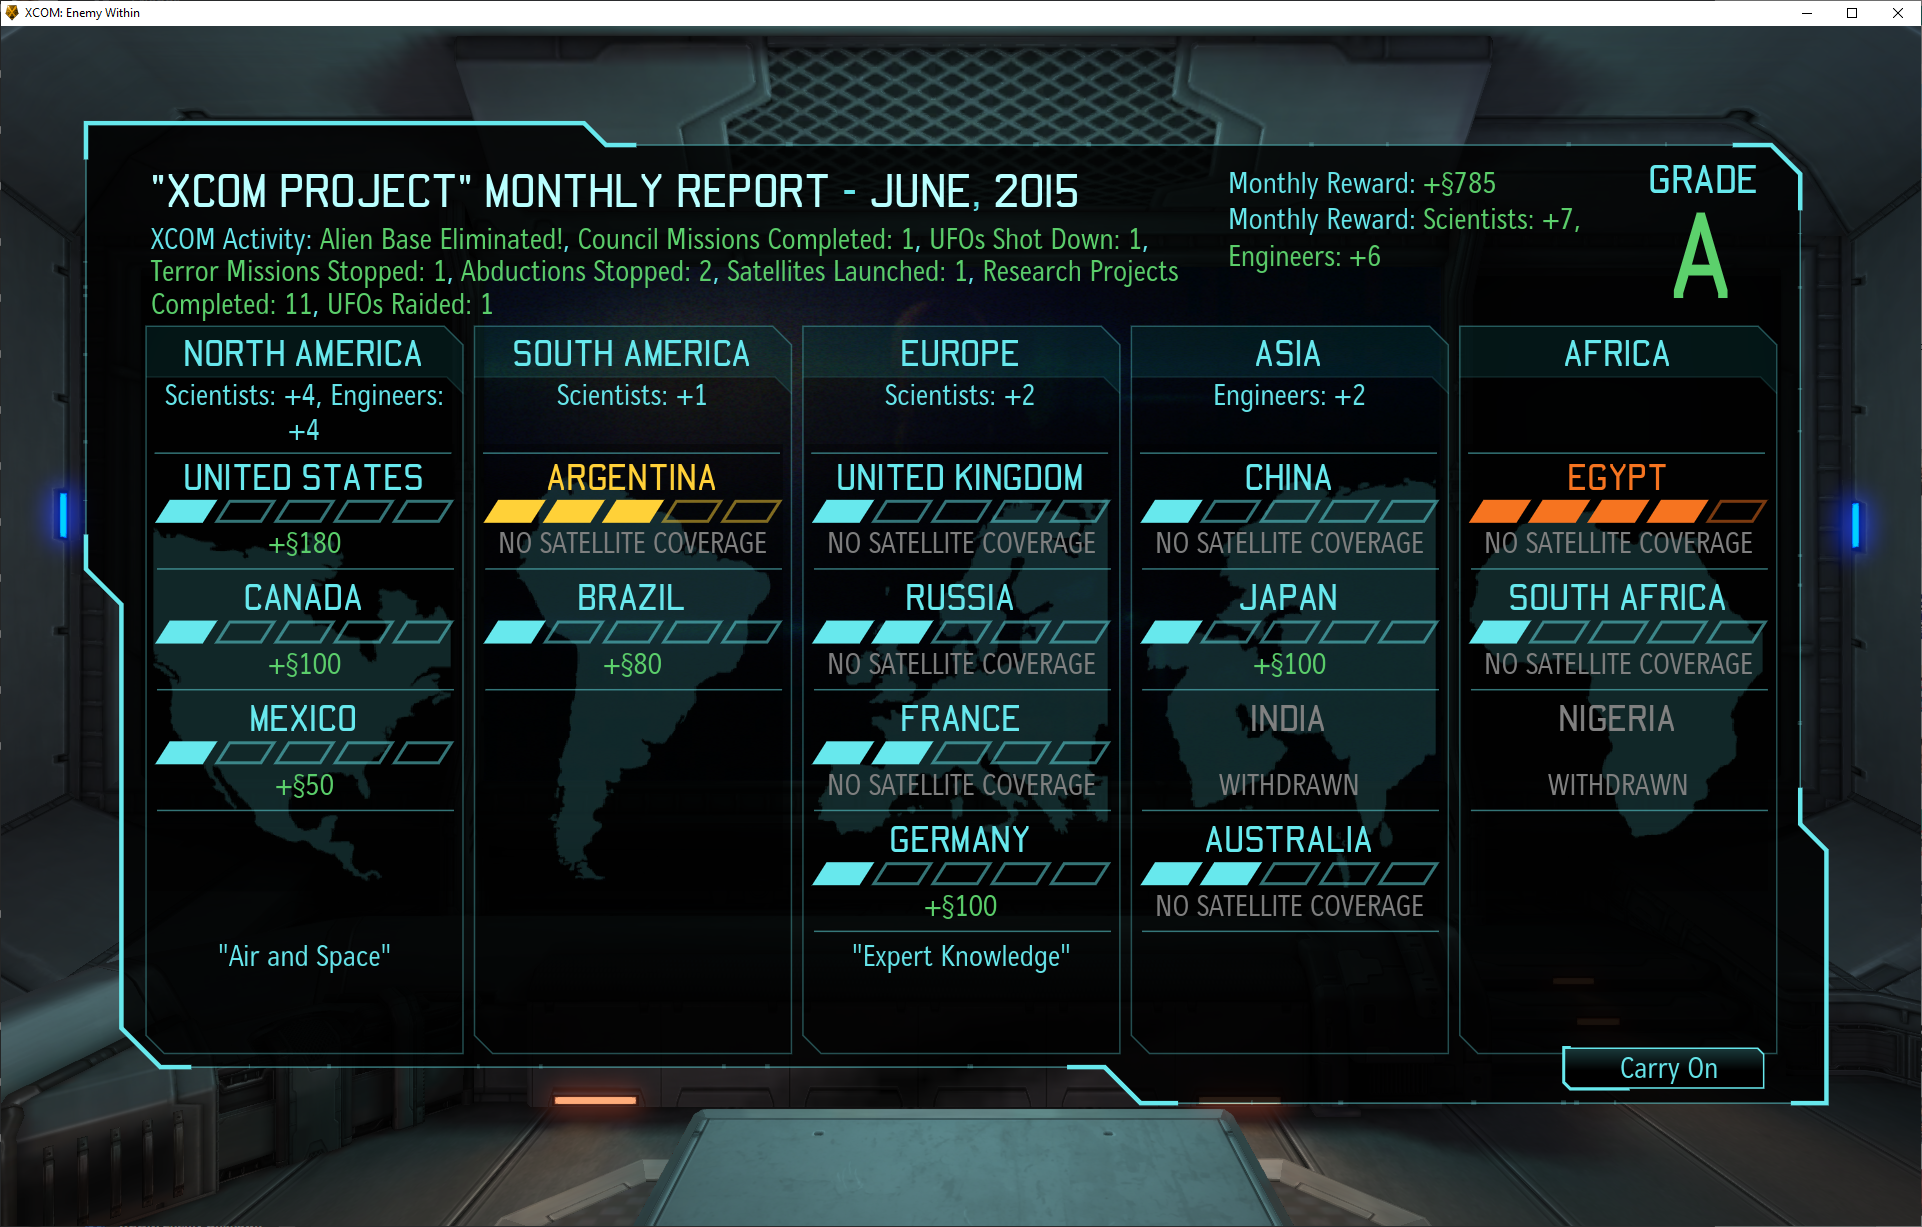 XCOM: Enemy Within
"XCOM PROJECT" MONTHLY REPORT - JUNE, 2015
XCOM Activity: Alien Base Eliminated!, Council Missions Completed: 1, UFOs Shot Down: 1,
Terror Missions Stopped: 1, Abductions Stopped: 2, Satellites Launched: 1, Research Projects
Completed: 11, UFOs Raided: 1
Monthly Reward: +§785
Monthly Reward: Scientists: +7,
Engineers: +6
GRADE
A
NORTH AMERICA
Scientists: +4, Engineers:
+4
UNITED STATES
+§180
CANADA
+§100
MEXICO
+§50
"Air and Space"
SOUTH AMERICA
Scientists: +1
ARGENTINA
NO SATELLITE COVERAGE
BRAZIL
+§80
EUROPE
Scientists: +2
UNITED KINGDOM
NO SATELLITE COVERAGE
RUSSIA
NO SATELLITE COVERAGE
FRANCE
NO SATELLITE COVERAGE
GERMANY
+§100
"Expert Knowledge"
ASIA
Engineers: +2
CHINA
NO SATELLITE COVERAGE
JAPAN
+§100
INDIA
WITHDRAWN
AUSTRALIA
NO SATELLITE COVERAGE
AFRICA
EGYPT
NO SATELLITE COVERAGE
SOUTH AFRICA
NO SATELLITE COVERAGE
NIGERIA
WITHDRAWN
Carry On